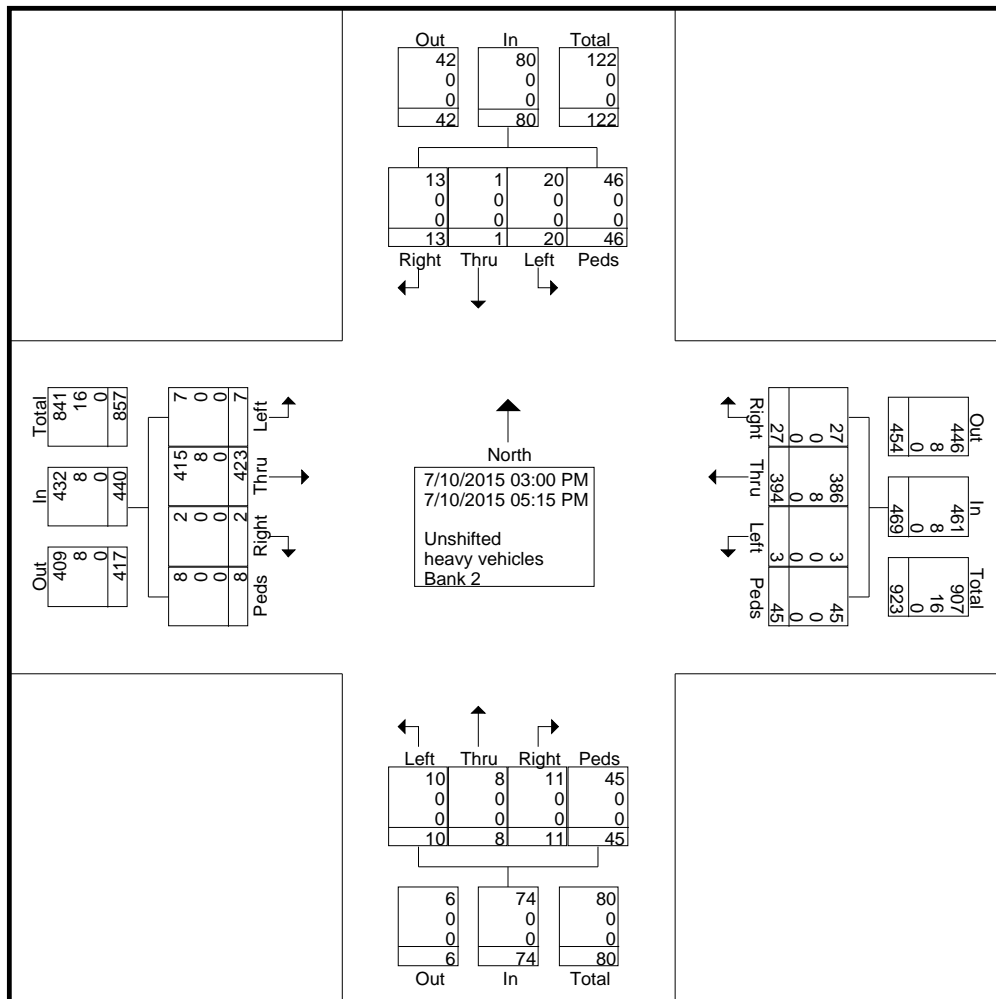 Out In Total
42 80 122
0 0 0
0 0 0
42 80 122
13 1 20 46
0 0 0 0
0 0 0 0
13 1 20 46
Right Thru Left Peds
Total
841
16
0
857
In
432
8
0
440
Out
409
8
0
417
7 0 0 7
Left
415 8 0 423
Thru
2 0 0 2
Right
8 0 0 8
Peds
North
7/10/2015 03:00 PM
7/10/2015 05:15 PM
Unshifted
heavy vehicles
Bank 2
Right
27 0 0 27
Thru
386 8 0 394
Left
3 0 0 3
Peds
45 0 0 45
Out
446
8
0
454
In
461
8
0
469
Total
907
16
0
923
Left Thru Right Peds
10 8 11 45
0 0 0 0
0 0 0 0
10 8 11 45
6 74 80
0 0 0
0 0 0
6 74 80
Out In Total